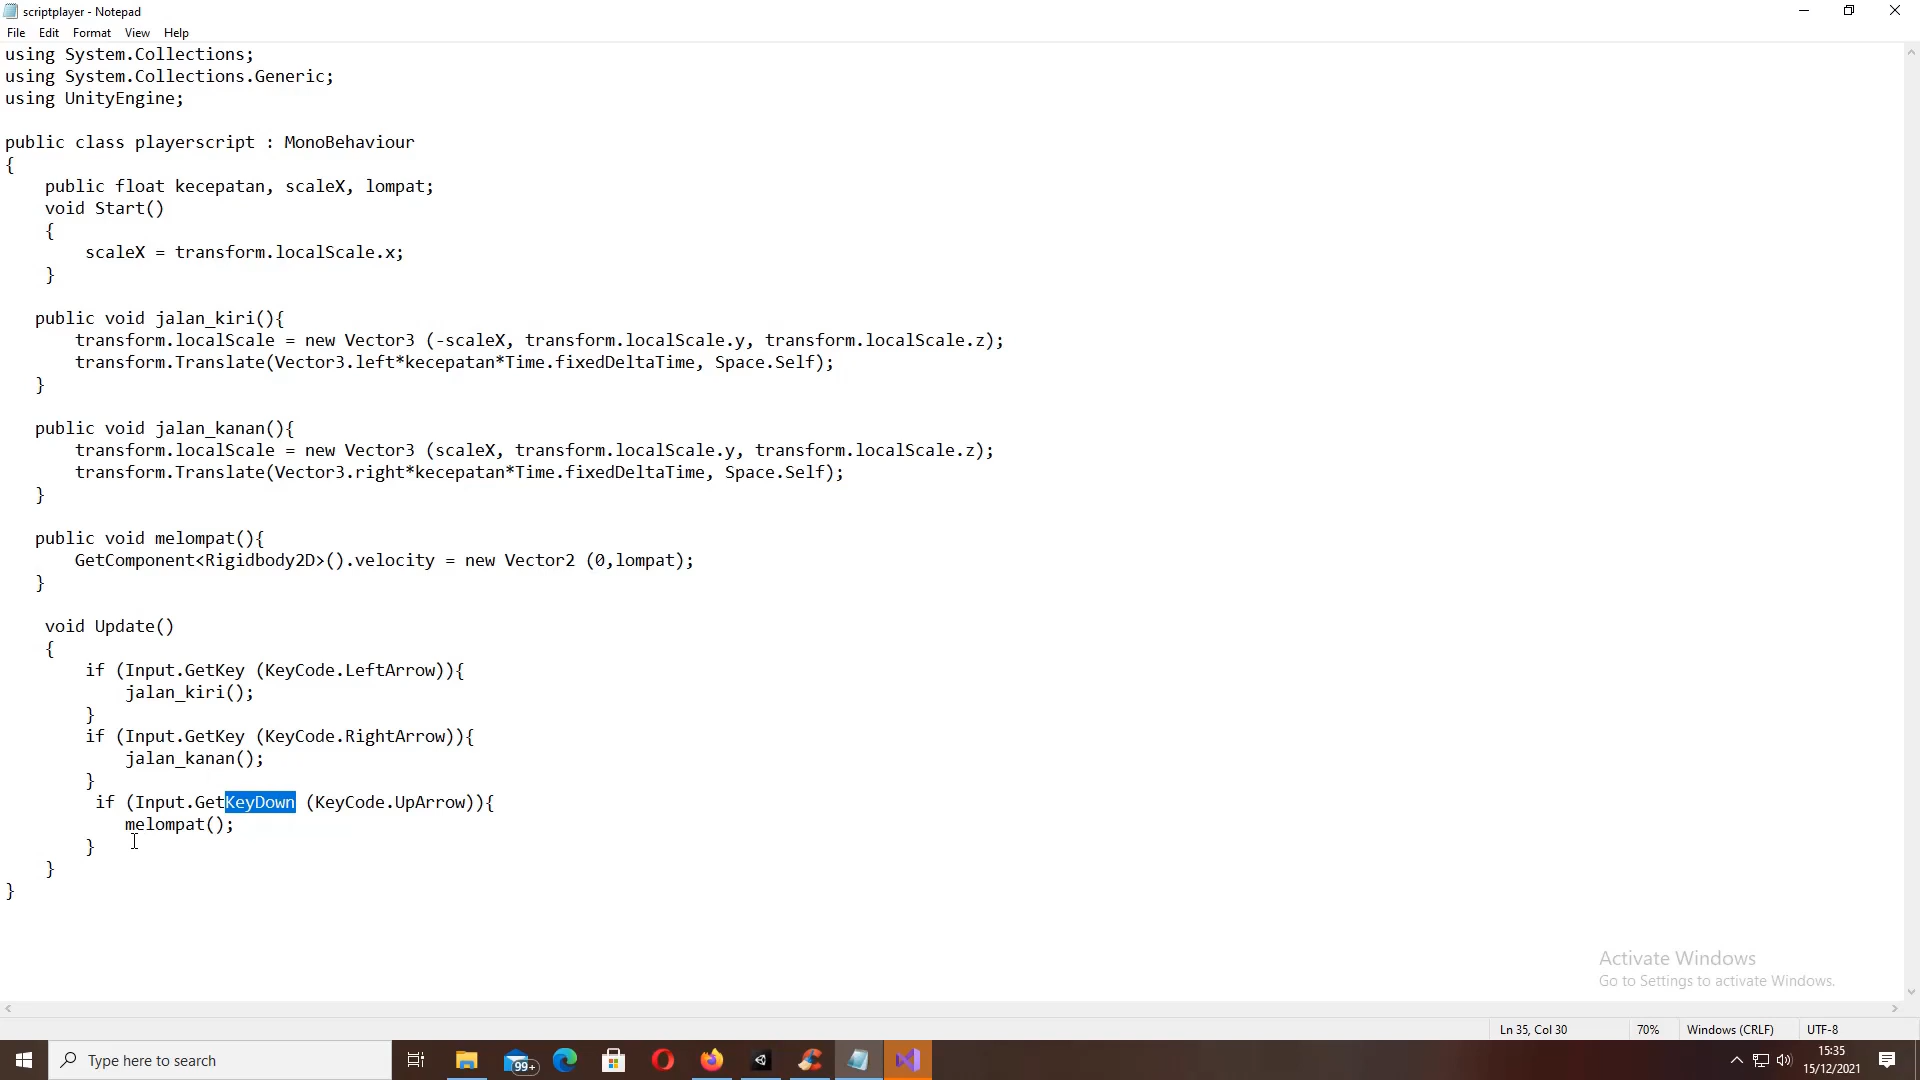 scriptplayer - Notepad
File Edit Format View Help
using System.Collections;
using System.Collections.Generic;
using UnityEngine;
public class playerscript : MonoBehaviour
{
public float kecepatan, scaleX, lompat;
void Start()
{
scaleX = transform.localScale.x;
}
public void jalan_kiri(){
transform.localScale = new Vector3 (-scaleX, transform.localScale.y, transform.localScale.z);
transform.Translate(Vector3.left*kecepatan*Time.fixedDeltaTime, Space.Self);
}
public void jalan_kanan(){
transform.localScale = new Vector3 (scaleX, transform.localScale.y, transform.localScale.z);
transform.Translate(Vector3.right*kecepatan*Time.fixedDeltaTime, Space.Self);
}
public void melompat(){
GetComponent<Rigidbody2D>().velocity = new Vector2 (0,lompat);
}
void Update()
{
if (Input.GetKey (KeyCode.LeftArrow)){
jalan_kiri();
}
if (Input.GetKey (KeyCode.RightArrow)){
jalan_kanan();
}
if (Input.GetKeyDown (KeyCode.UpArrow)){
melompat();
}
}
}
Activate Windows
Go to Settings to activate Windows.
Ln 35, Col 30 70% Windows (CRLF) UTF-8
Type here to search
99+
15:35
15/12/2021